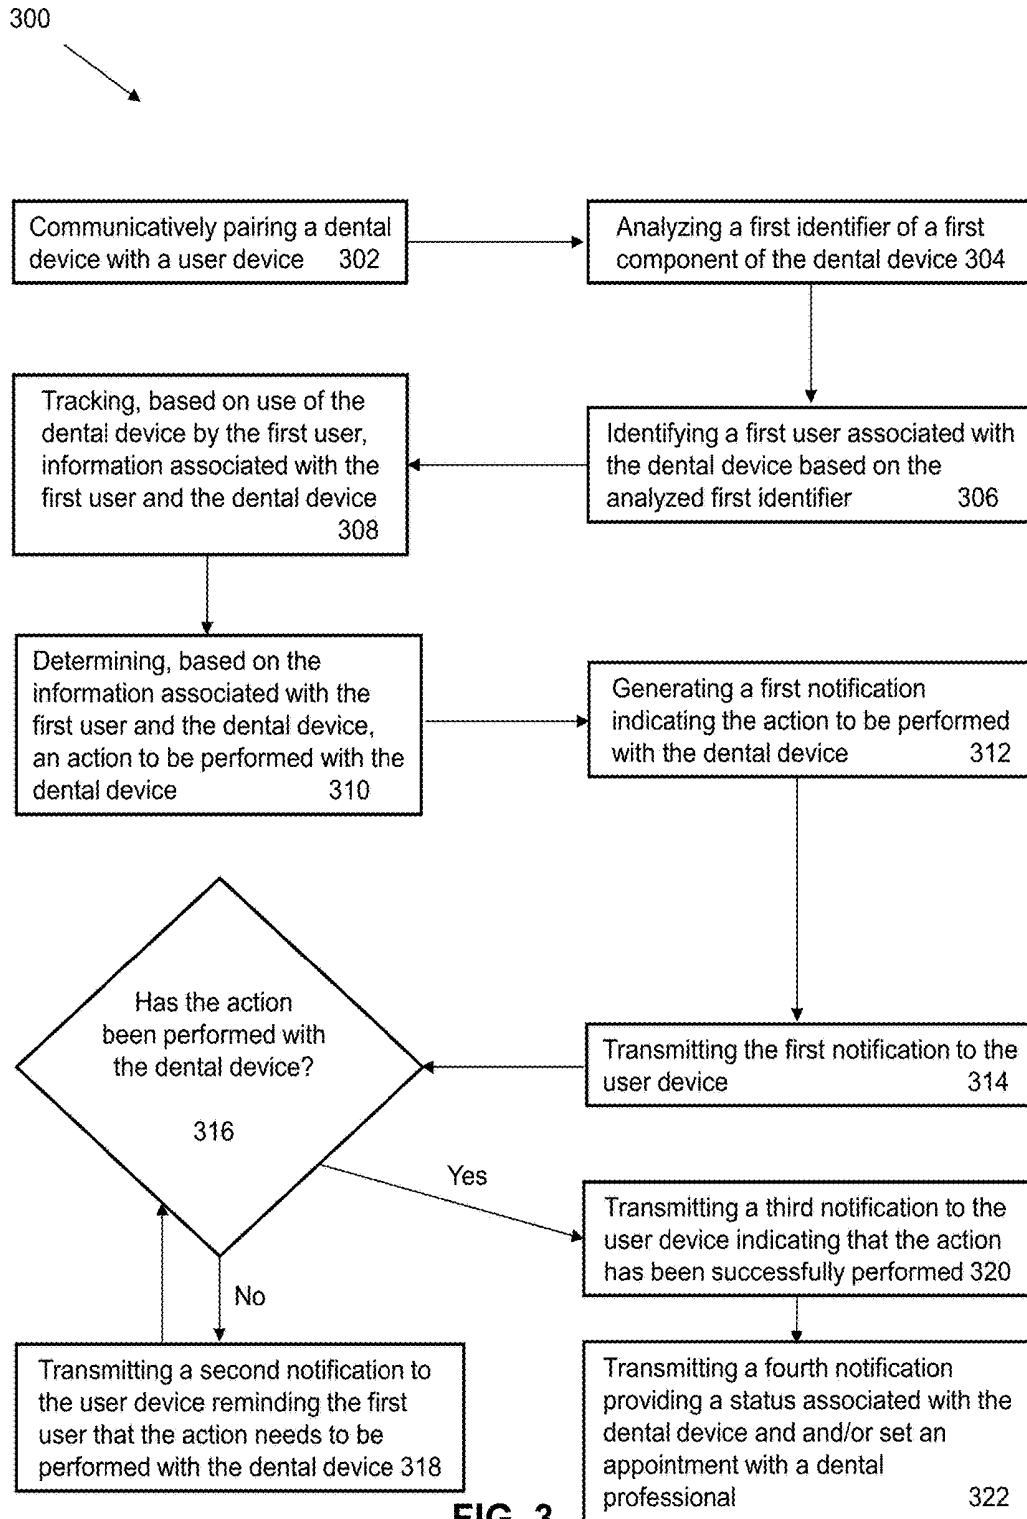 300
Communicatively pairing a dental
device with a user device 302
Analyzing a first identifier of a first
component of the dental device 304
Identifying a first user associated with
the dental device based on the
analyzed first identifier 306
Tracking, based on use of the
dental device by the first user,
information associated with the
first user and the dental device
308
Determining, based on the
information associated with the
first user and the dental device,
an action to be performed with the
dental device 310
Generating a first notification
indicating the action to be performed
with the dental device 312
Transmitting the first notification to the
user device 314
Has the action
been performed with
the dental device?
316
Yes
No
Transmitting a second notification to
the user device reminding the first
user that the action needs to be
performed with the dental device 318
Transmitting a third notification to the
user device indicating that the action
has been successfully performed 320
Transmitting a fourth notification
providing a status associated with the
dental device and and/or set an
appointment with a dental
professional 322
FIG. 3